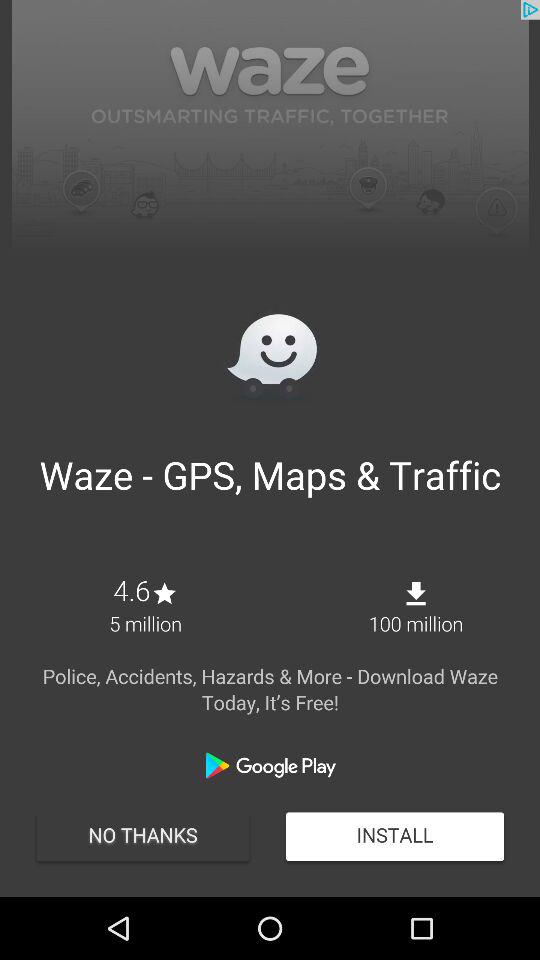 waze
OUTSMARTING TRAFFIC, TOGETHER
Waze - GPS, Maps & Traffic
4.6★
5 million
100 million
Police, Accidents, Hazards & More - Download Waze
Today, It’s Free!
Google Play
NO THANKS
INSTALL